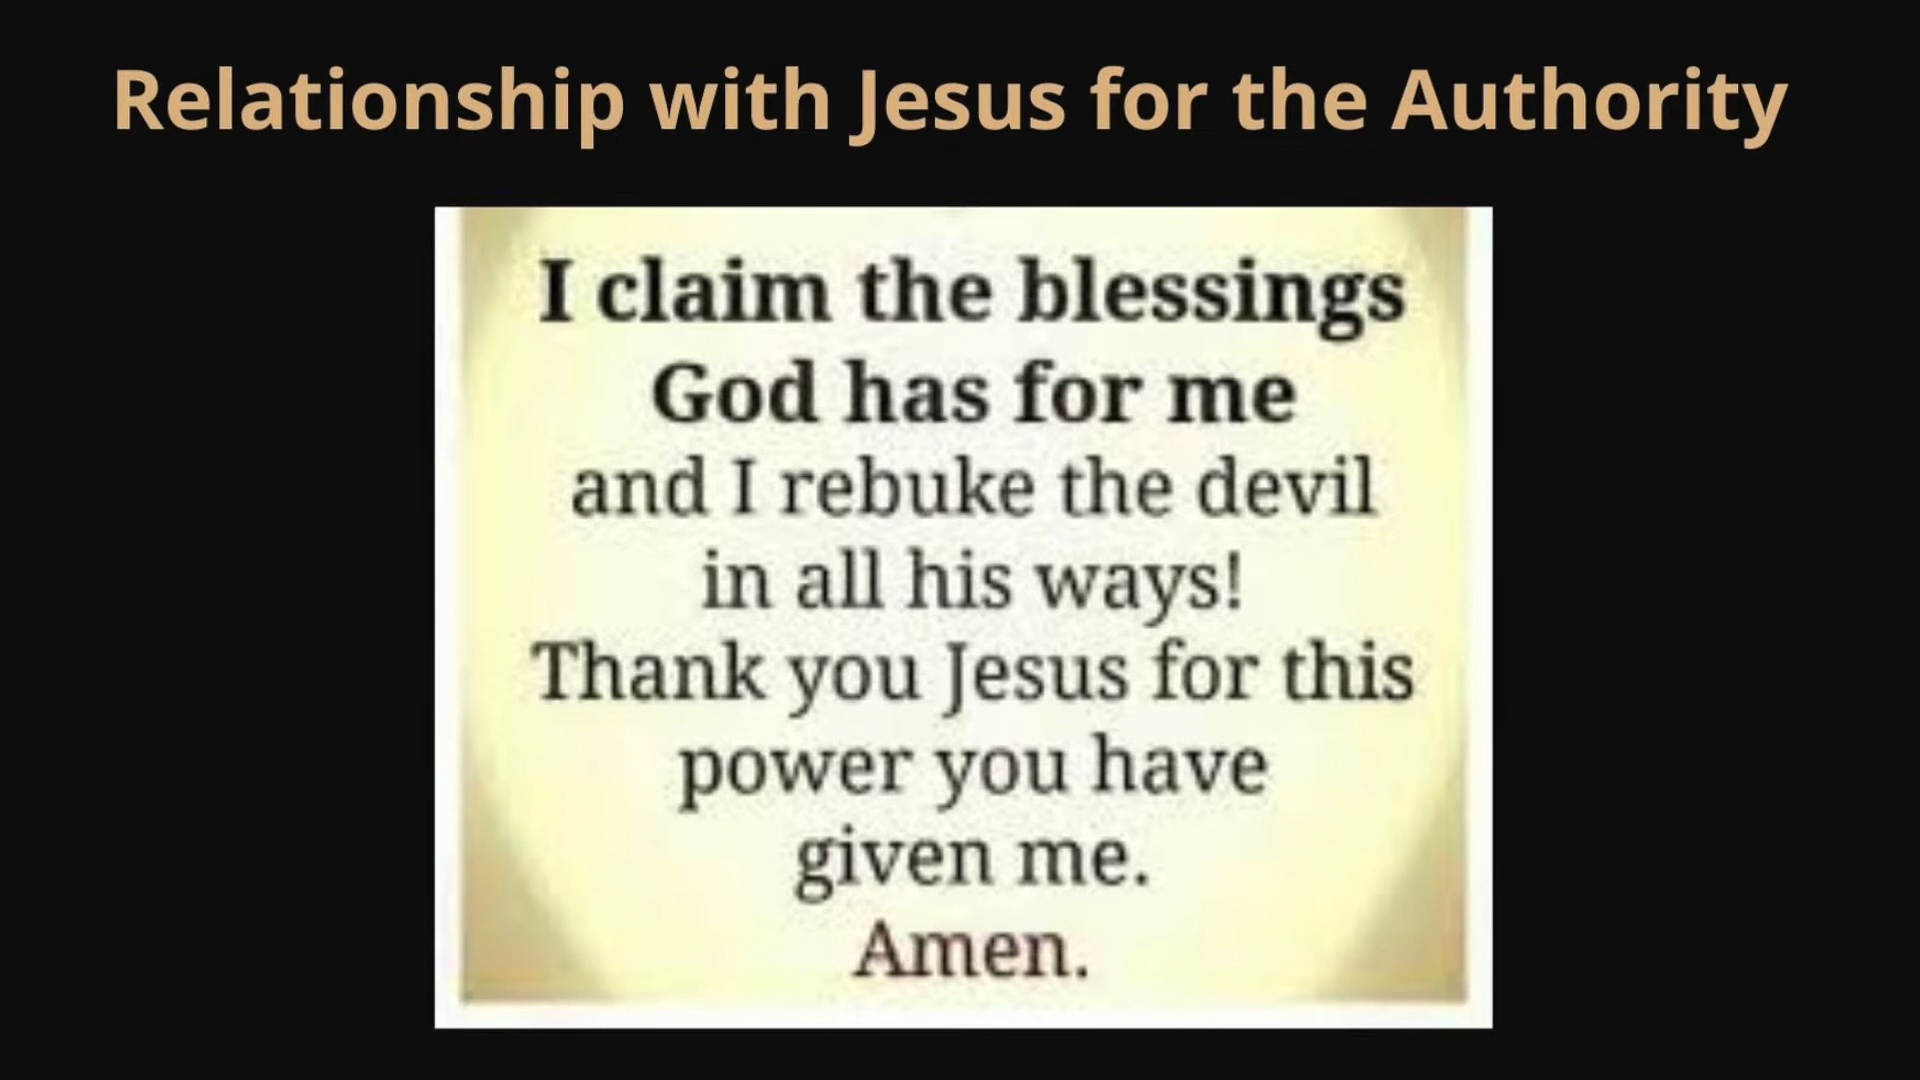 Relationship with Jesus for the Authority
I claim the blessings
God has for me
and I rebuke the devil
in all his ways!
Thank you Jesus for this
power you have
given me.
Amen.